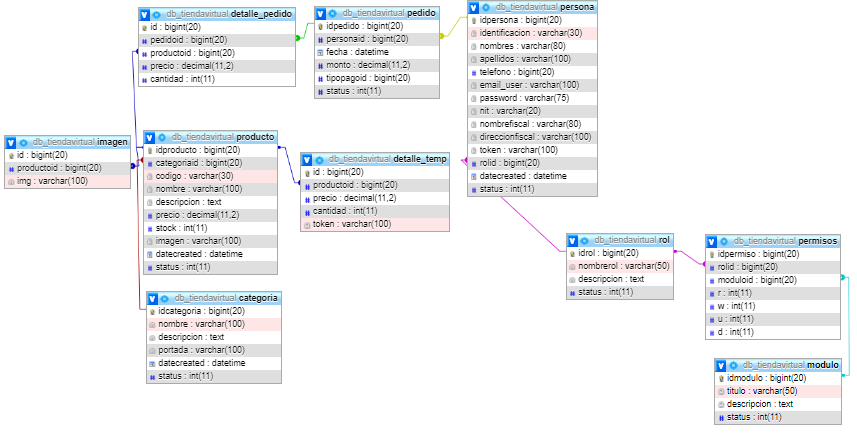 db_tiendavirtual detalle_pedido
id : bigint(20)
pedidoid : bigint(20)
productoid : bigint(20)
precio : decimal(11,2)
cantidad : int(11)
db_tiendavirtual pedido
idpedido : bigint(20)
personaid : bigint(20)
fecha : datetime
monto : decimal(11,2)
tipopagoid : bigint(20)
status : int(11)
db_tiendavirtual persona
idpersona : bigint(20)
identificacion : varchar(30)
nombres : varchar(80)
apellidos : varchar(100)
telefono : bigint(20)
email_user : varchar(100)
password : varchar(75)
nit : varchar(20)
nombrefiscal : varchar(80)
direccionfiscal : varchar(100)
token : varchar(100)
rolid : bigint(20)
datecreated : datetime
status : int(11)
db_tiendavirtual imagen
id : bigint(20)
productoid : bigint(20)
img : varchar(100)
db_tiendavirtual producto
idproducto : bigint(20)
categoriaid : bigint(20)
codigo : varchar(30)
nombre : varchar(100)
descripcion : text
precio : decimal(11,2)
stock : int(11)
imagen : varchar(100)
datecreated : datetime
status : int(11)
db_tiendavirtual detalle_temp
id : bigint(20)
productoid : bigint(20)
precio : decimal(11,2)
cantidad : int(11)
token : varchar(100)
db_tiendavirtual rol
idrol : bigint(20)
nombrerol : varchar(50)
descripcion : text
status : int(11)
db_tiendavirtual permisos
idpermiso : bigint(20)
rolid : bigint(20)
moduloid : bigint(20)
r : int(11)
w : int(11)
u : int(11)
d : int(11)
db_tiendavirtual categoria
idcategoria : bigint(20)
nombre : varchar(100)
descripcion : text
portada : varchar(100)
datecreated : datetime
status : int(11)
db_tiendavirtual modulo
idmodulo : bigint(20)
titulo : varchar(50)
descripcion : text
status : int(11)